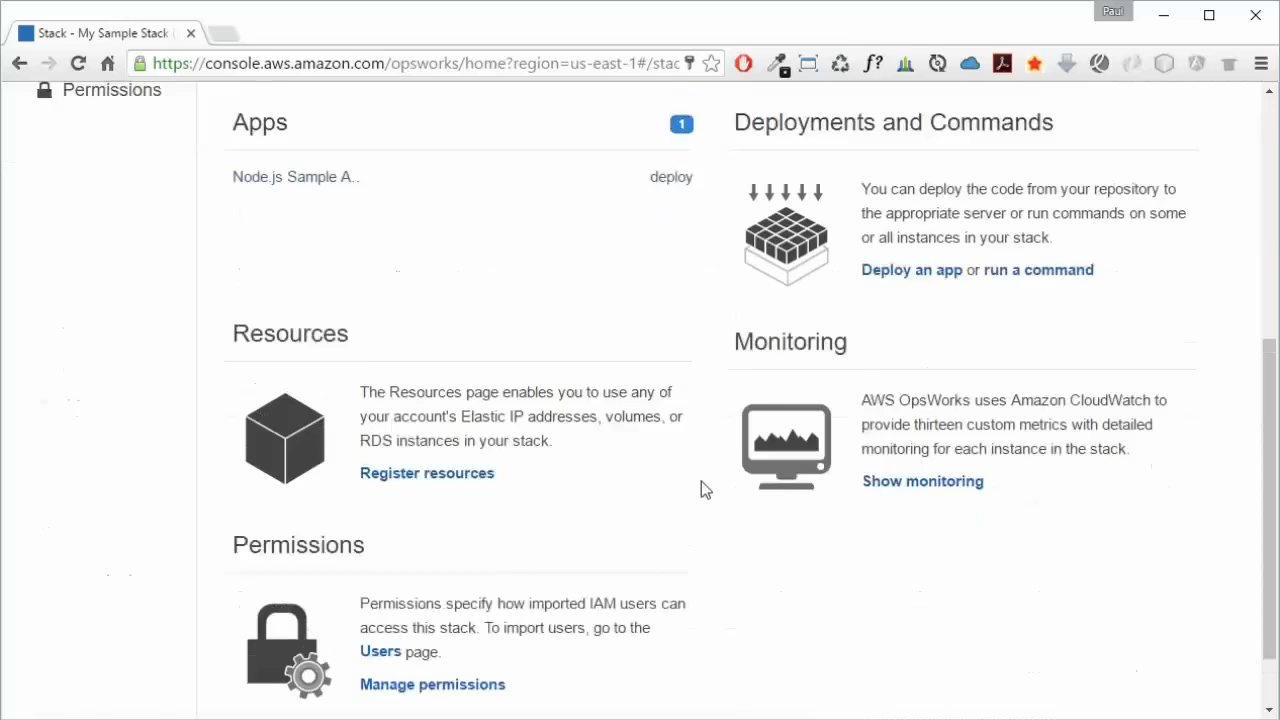 Paul
Stack - My Sample Stack
https://console.aws.amazon.com/opsworks/home?region=us-east-1#/stac
f?
Permissions
Apps
1
Node.js Sample A..
deploy
Resources
The Resources page enables you to use any of
your account's Elastic IP addresses, volumes, or
RDS instances in your stack.
Register resources
Permissions
Permissions specify how imported IAM users can
access this stack. To import users, go to the
Users page.
Manage permissions
Deployments and Commands
You can deploy the code from your repository to
the appropriate server or run commands on some
or all instances in your stack.
Deploy an app or run a command
Monitoring
AWS OpsWorks uses Amazon CloudWatch to
provide thirteen custom metrics with detailed
monitoring for each instance in the stack.
Show monitoring